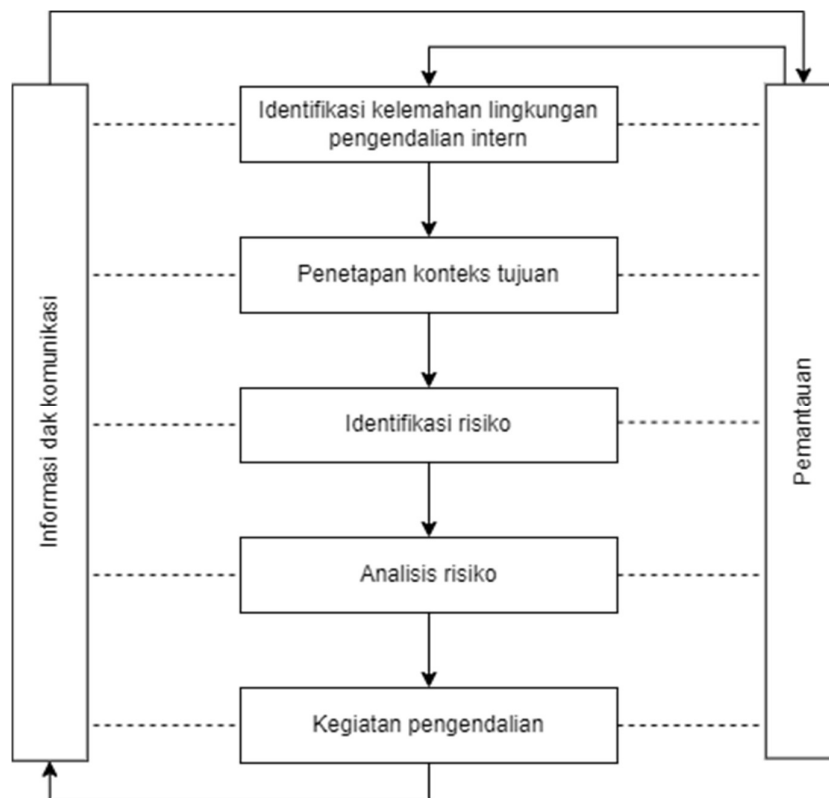 Identifikasi kelemahan lingkungan
pengendalian intern
Penetapan konteks tujuan
Identifikasi risiko
Analisis risiko
Kegiatan pengendalian
Informasi dak komunikasi
Pemantauan